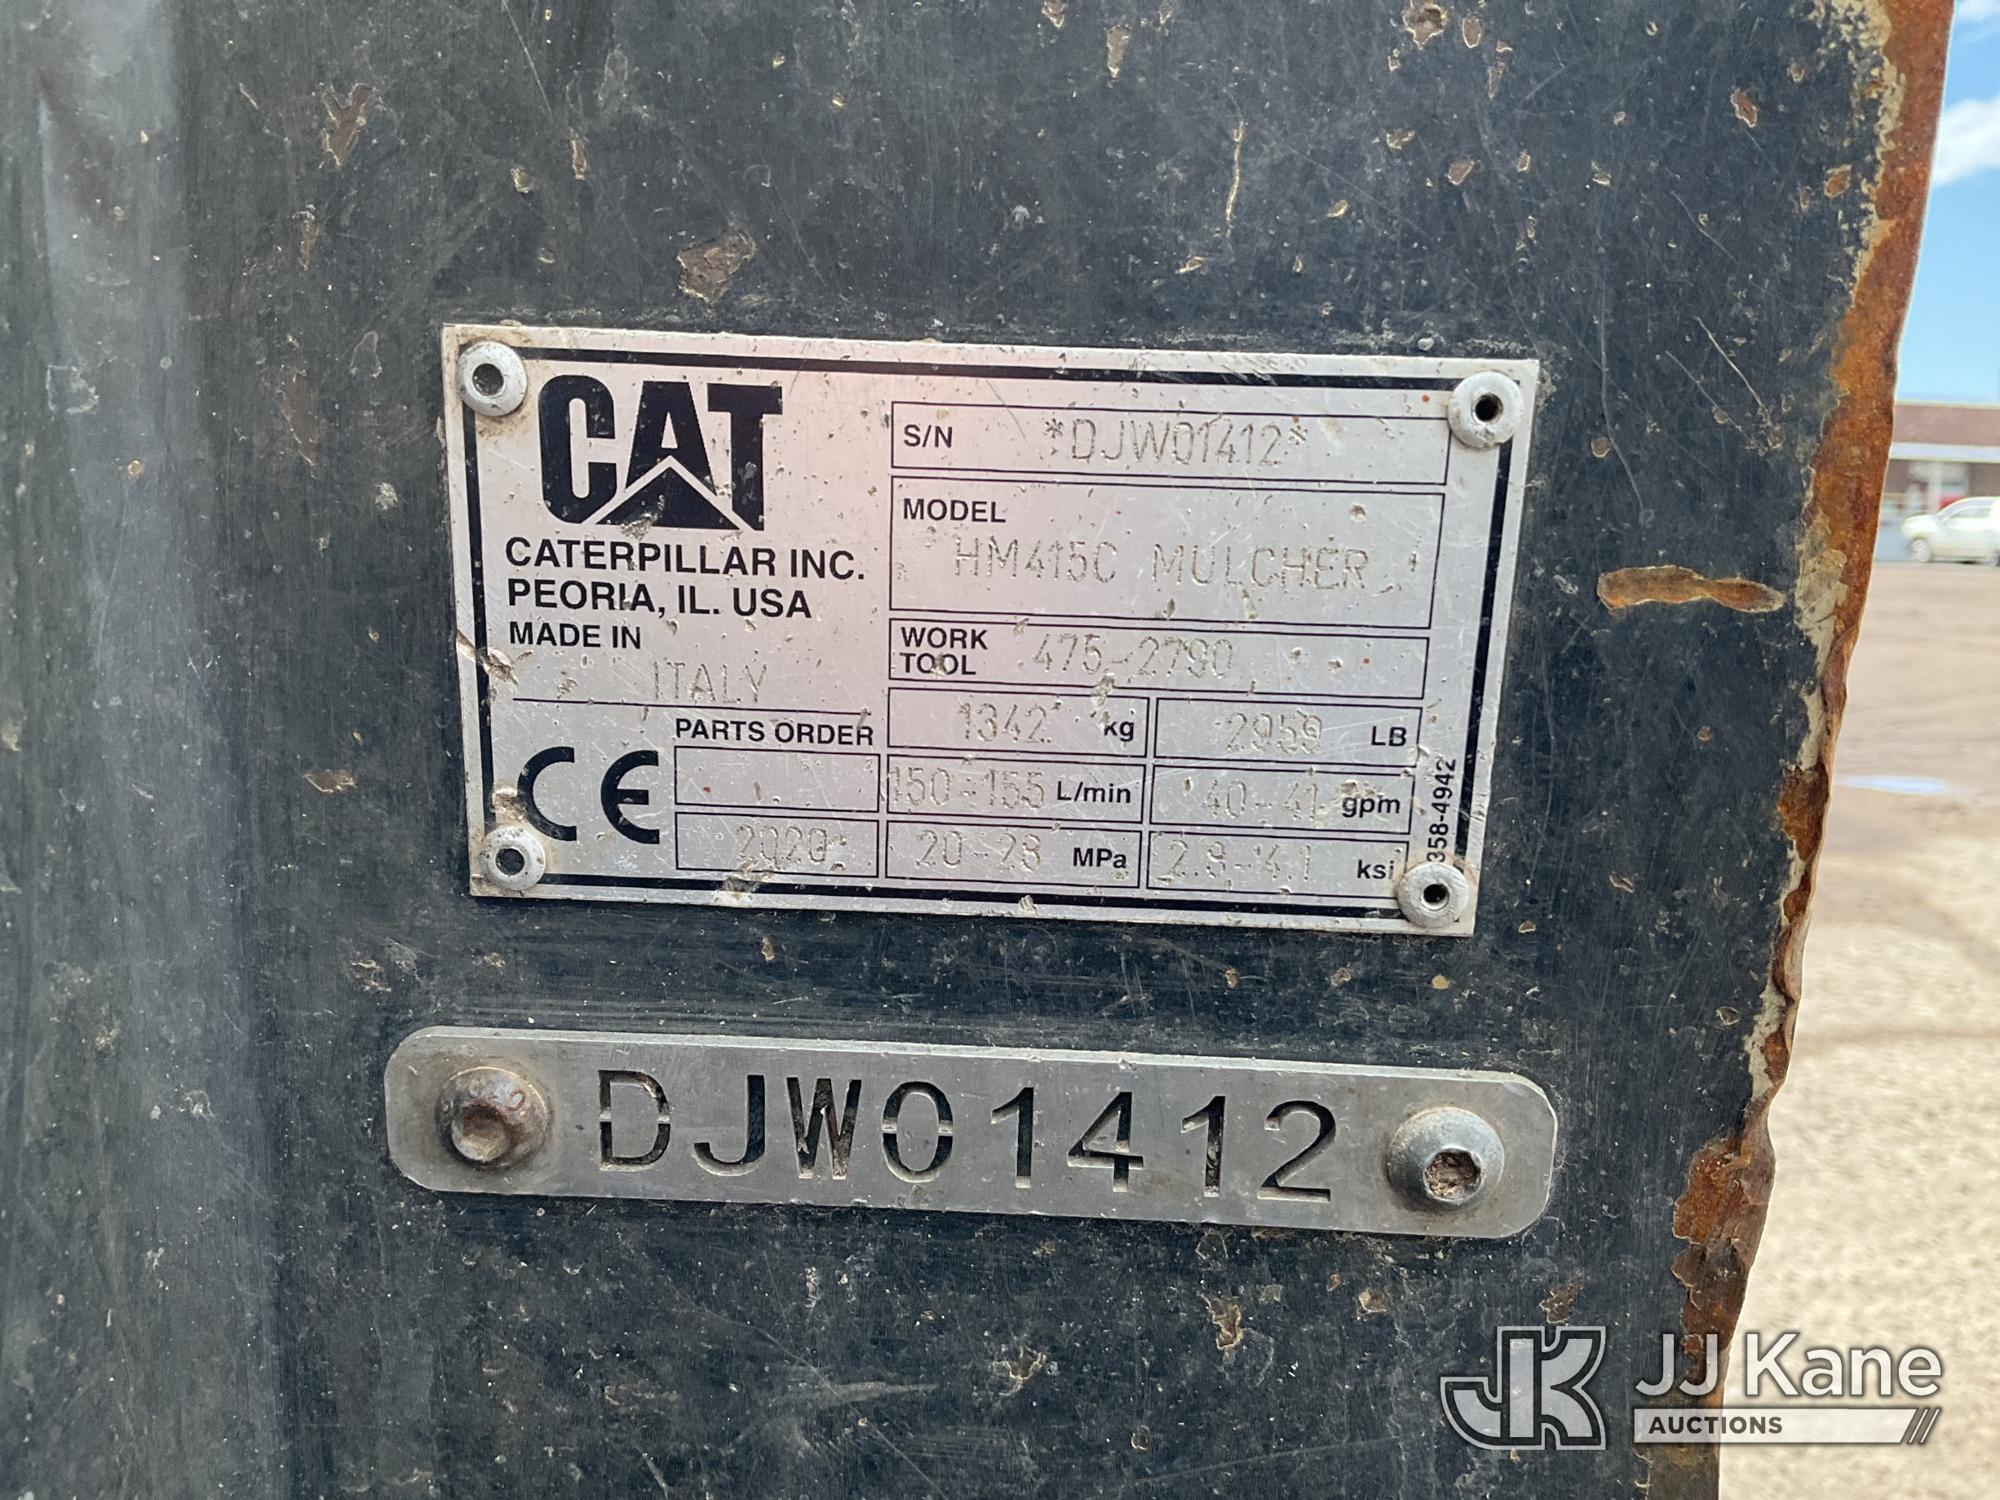 CAT
CATERPILLAR INC.
PEORIA, IL. USA
MADE IN
ITALY
CE
PARTS ORDER
2020
S/N *DJW01412*
MODEL
HM415C MULCHER
WORK TOOL 475-2790
1342 kg 2959 LB
150-155 L/min 40-41 gpm
20-28 MPa 2.8-4.1 ksi
358-4942
DJW01412
JK JJ Kane
AUCTIONS